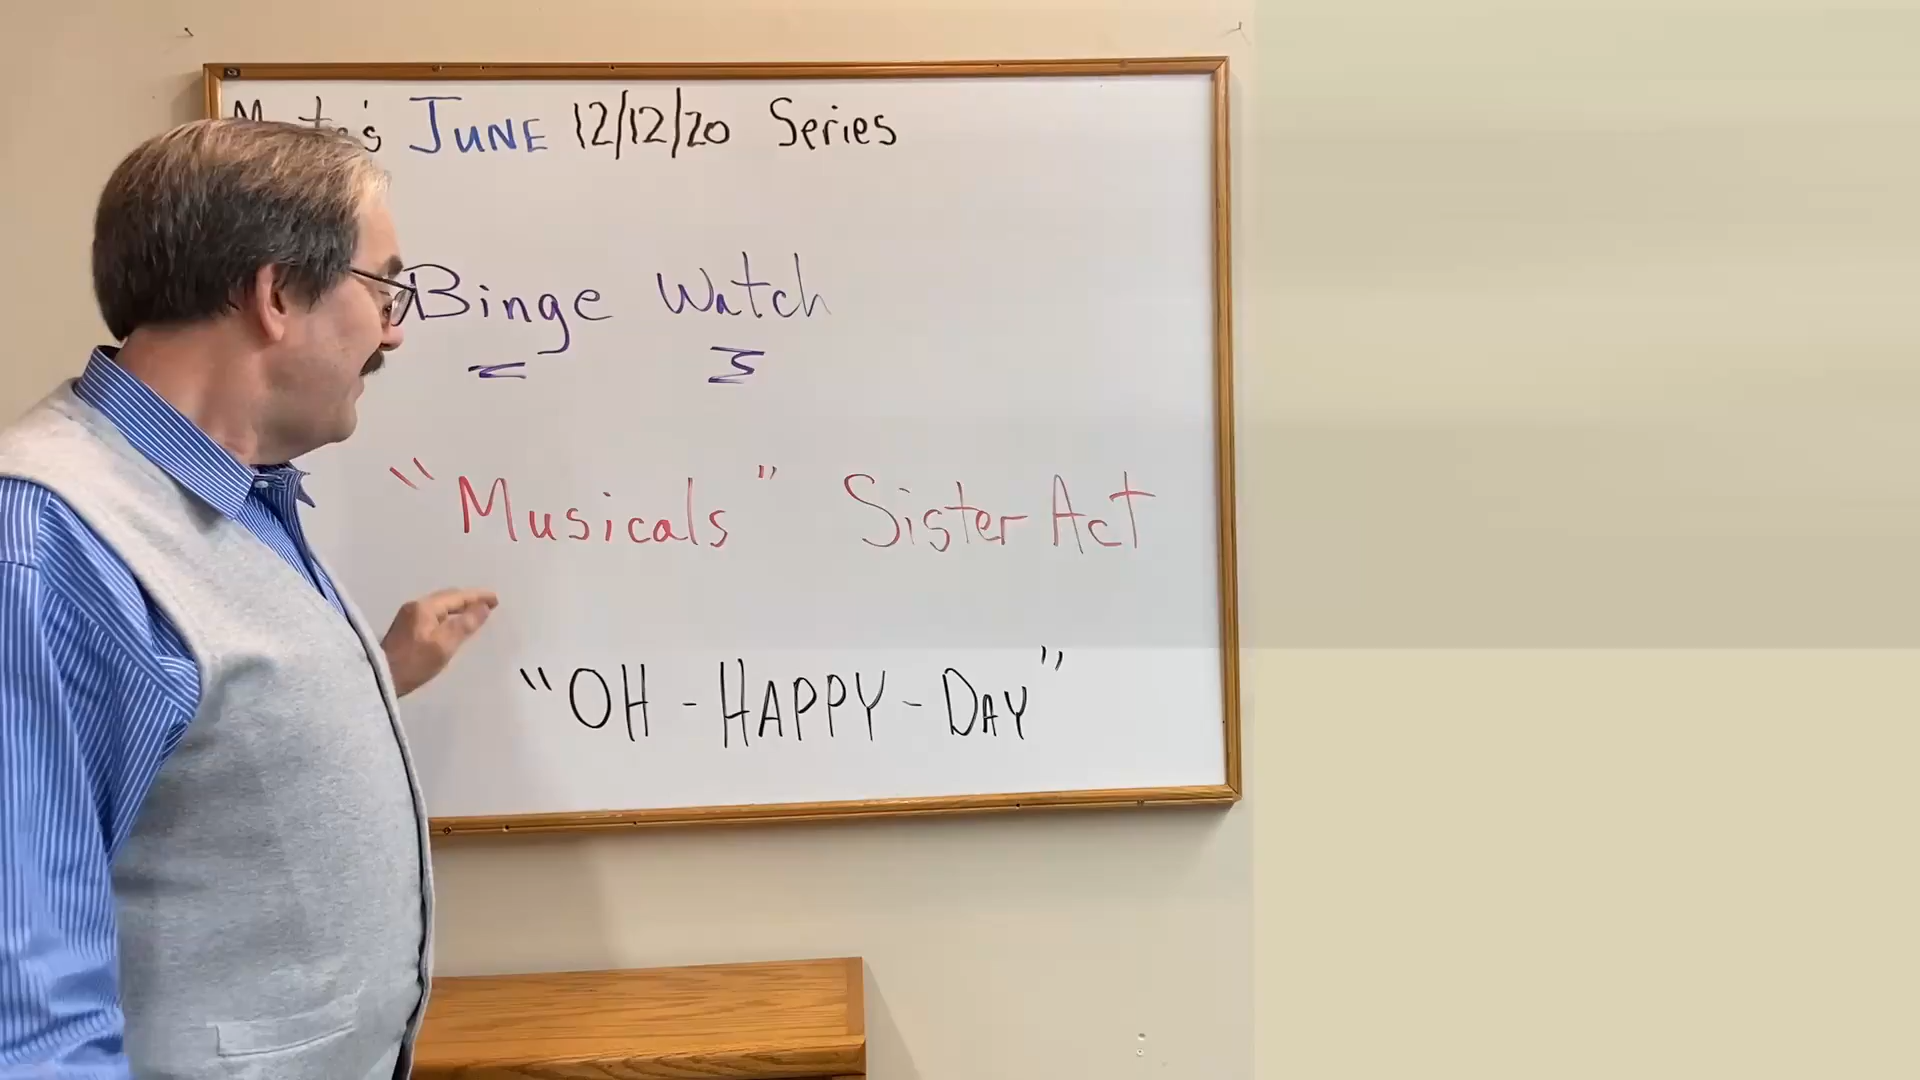 JUNE 12/12/20 Series
Binge Watch
"Musicals" Sister Act
"OH - HAPPY - DAY"